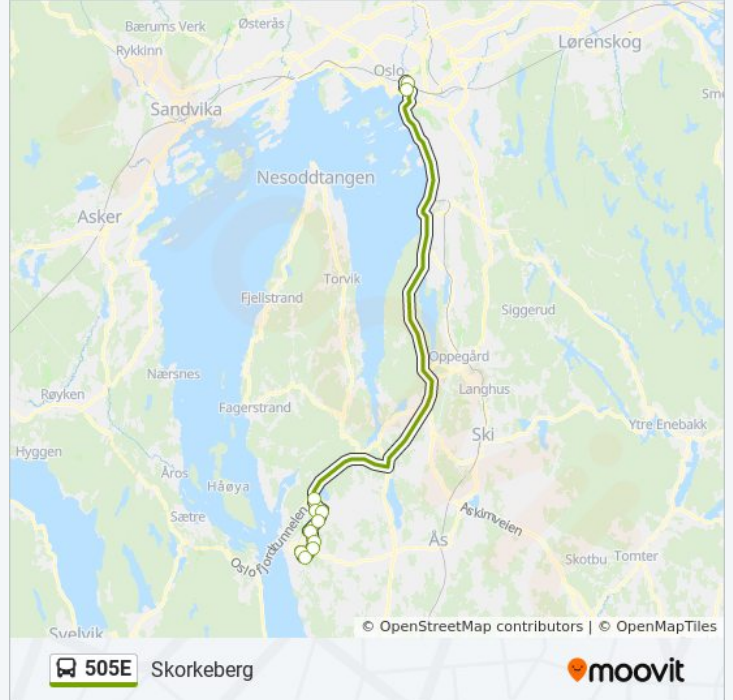 Bærums Verk
Østerås
Rykkinn
Lørenskog
Oslo
Sandvika
Sme
Nesoddtangen
Asker
Torvik
Fjellstrand
Siggerud
Oppegård
Nærsnes
Langhus
Røyken
Fagerstrand
Ytre Enebakk
Ski
Hyggen
Åros
Håøya
Sætre
Askimveien
Oslofjordtunnelen
Ås
Skotbu
Tomter
Svelvik
© OpenStreetMap contributors | © OpenMapTiles
505E Skorkeberg
moovit